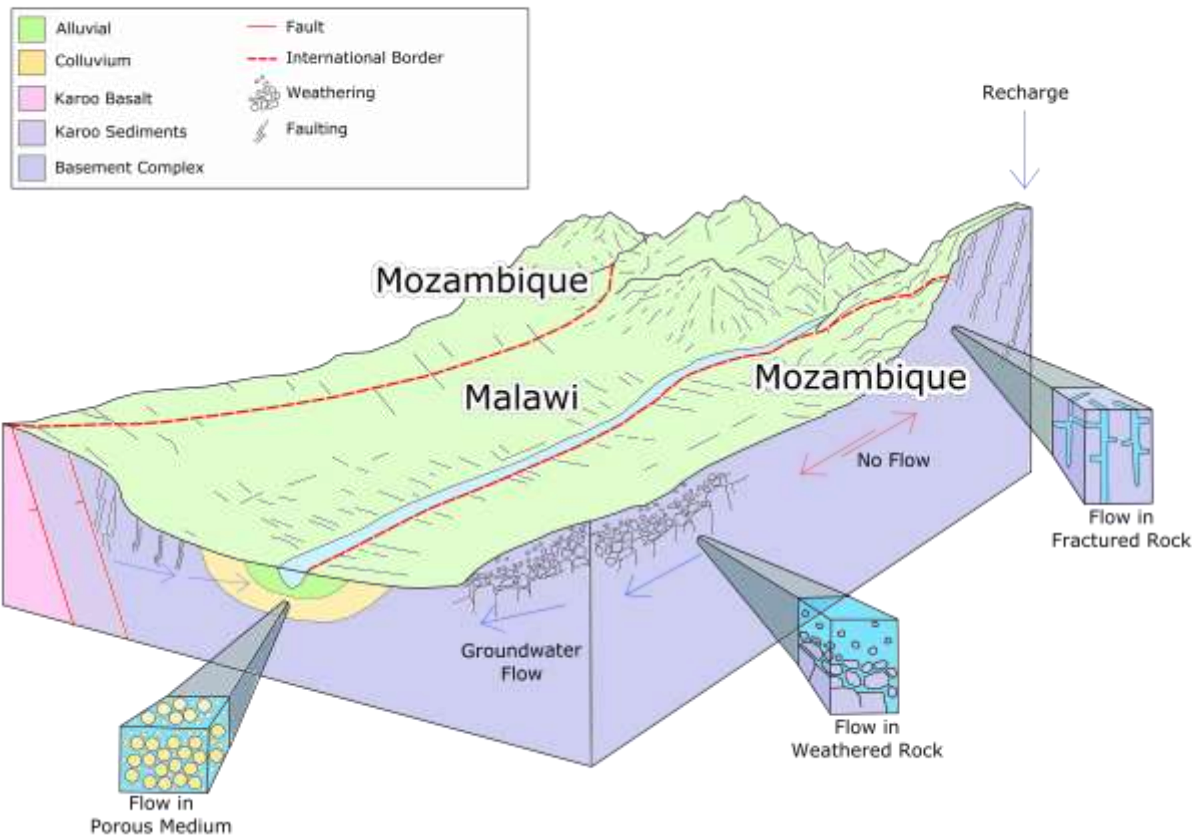 Alluvial
Colluvium
Karoo Basalt
Karoo Sediments
Basement Complex
Fault
International Border
Weathering
Faulting
Recharge
Mozambique
Malawi
Mozambique
No Flow
Flow in
Fractured Rock
Groundwater
Flow
Flow in
Weathered Rock
Flow in
Porous Medium